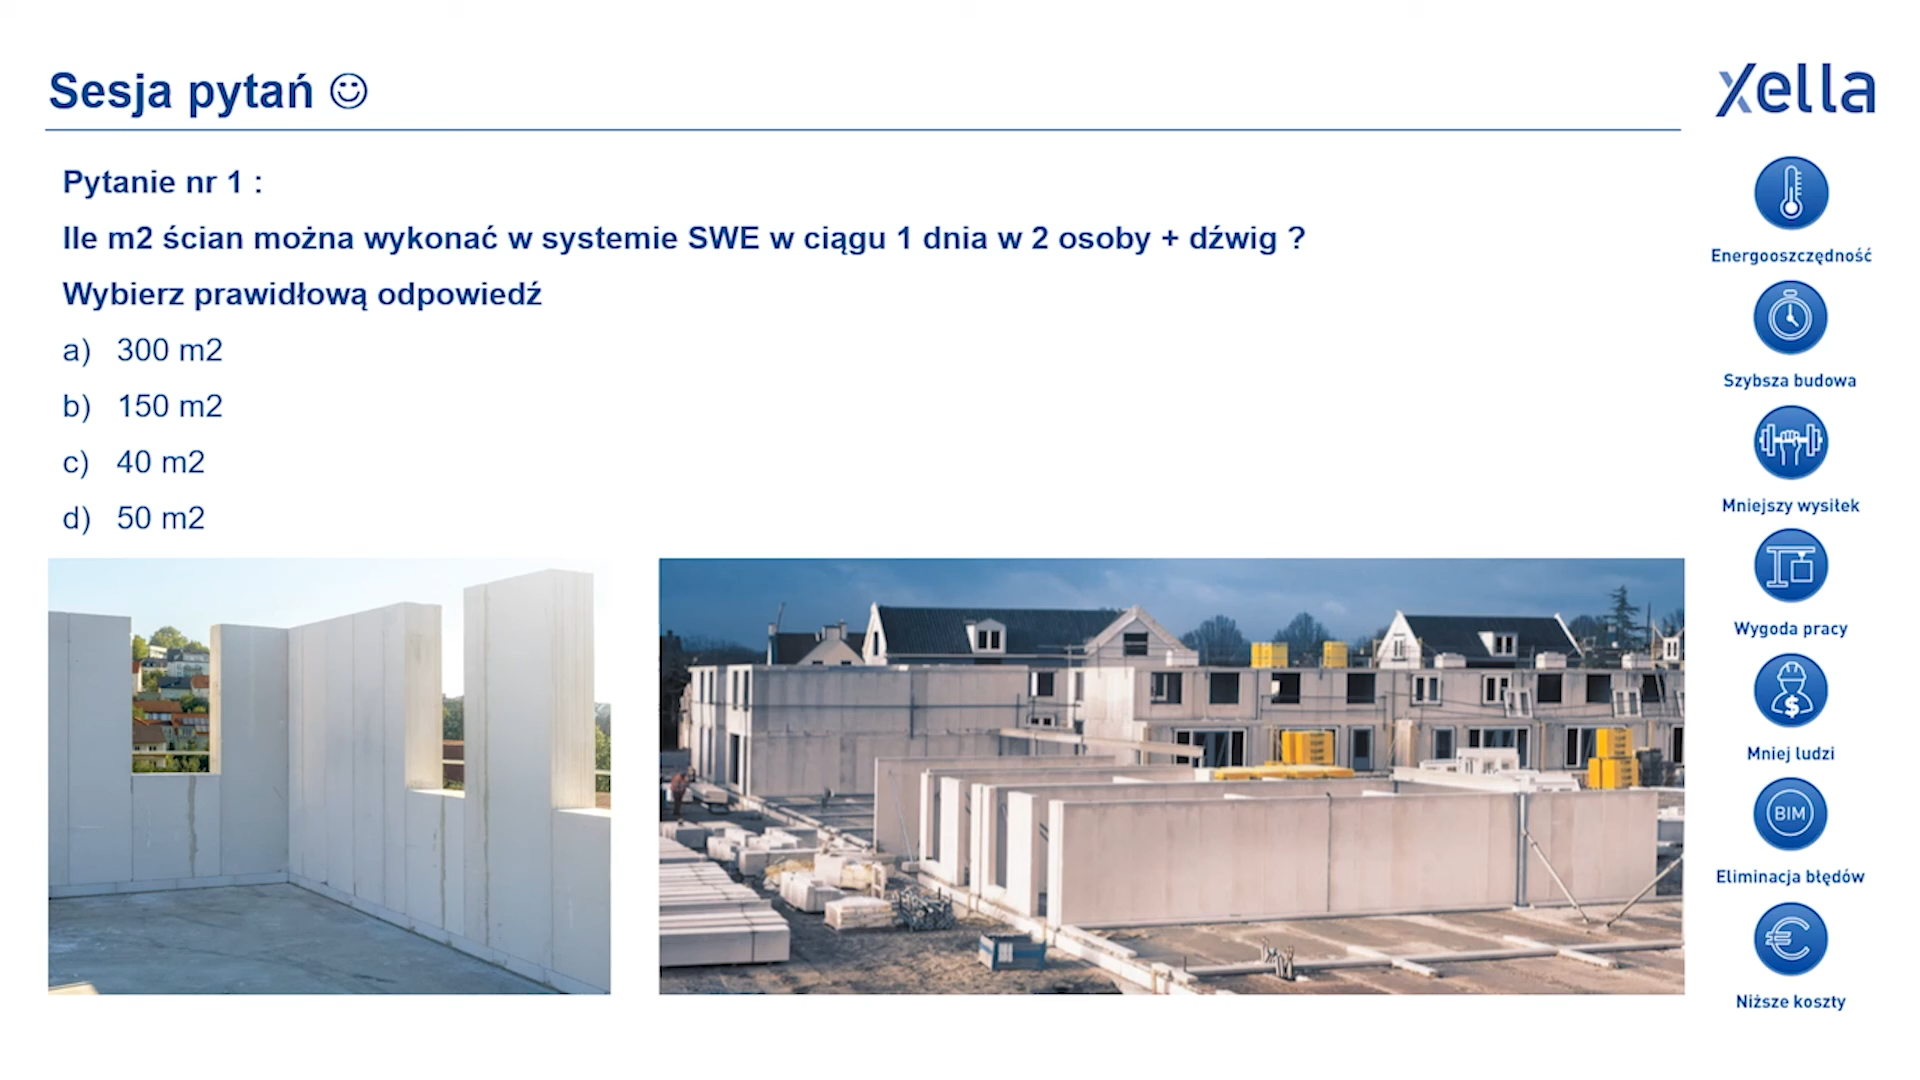 Sesja pytań ☺
xella
Pytanie nr 1 :
Ile m2 ścian można wykonać w systemie SWE w ciągu 1 dnia w 2 osoby + dźwig ?
Wybierz prawidłową odpowiedź
a) 300 m2
b) 150 m2
c) 40 m2
d) 50 m2
Energooszczędność
Szybsza budowa
Mniejszy wysiłek
Wygoda pracy
$
Mniej ludzi
BIM
Eliminacja błędów
€
Niższe koszty